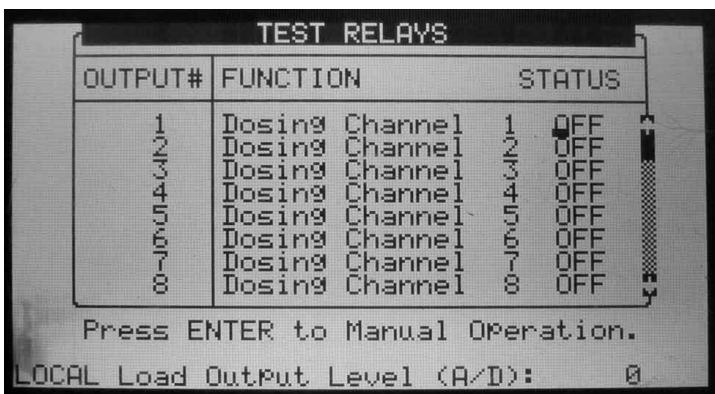 TEST RELAYS
OUTPUT# FUNCTION STATUS
1 Dosing Channel 1 OFF
2 Dosing Channel 2 OFF
3 Dosing Channel 3 OFF
4 Dosing Channel 4 OFF
5 Dosing Channel 5 OFF
6 Dosing Channel 6 OFF
7 Dosing Channel 7 OFF
8 Dosing Channel 8 OFF
Press ENTER to Manual Operation.
LOCAL Load Output Level (A/D): 0